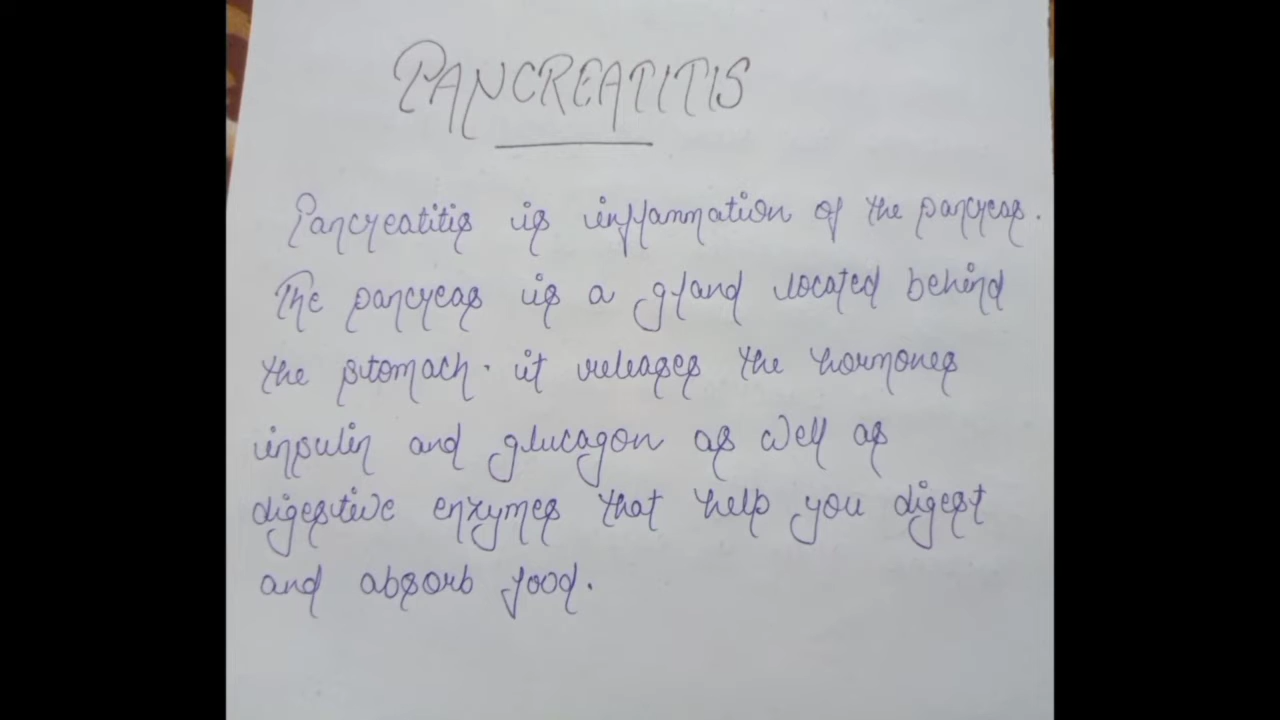 PANCREATITIS
Pancreatitis is inflammation of the pancreas.
The pancreas is a gland located behind
the stomach. it releases the hormones
insulin and glucagon as well as
digestive enzymes that help you digest
and absorb food.